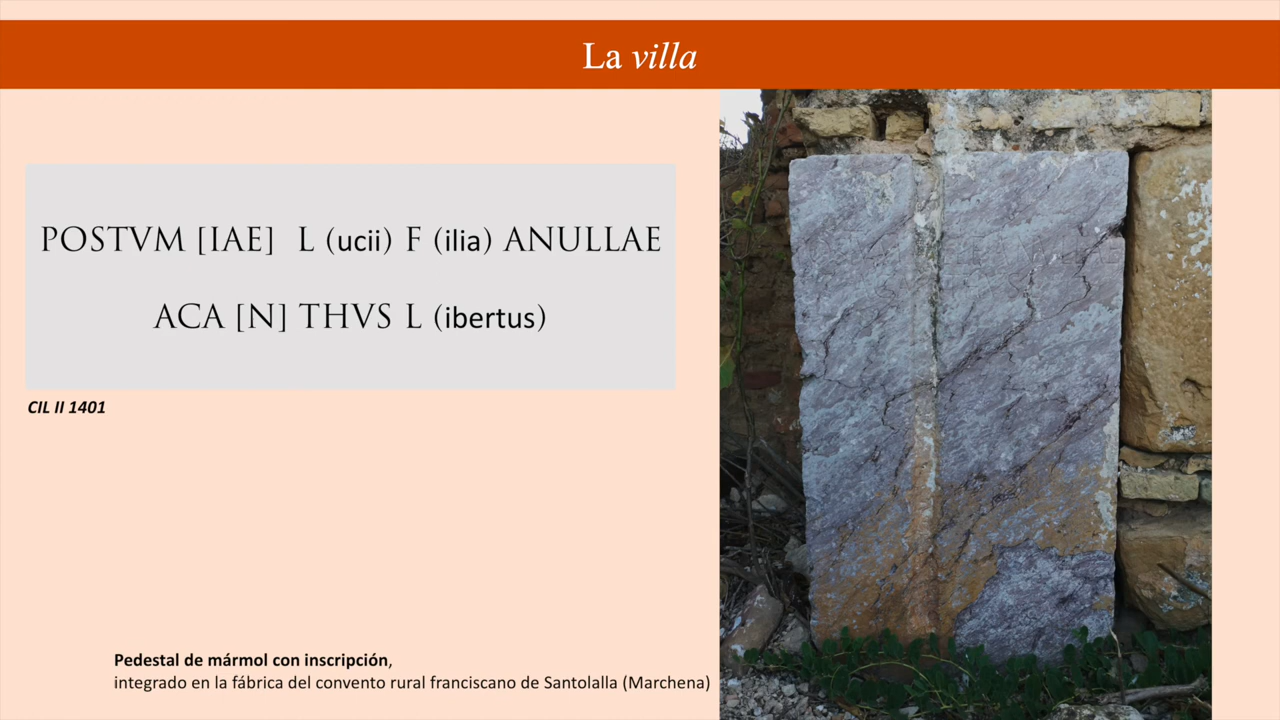 La villa
POSTVM [IAE] L (ucii) F (ilia) ANULLAE
ACA [N] THVS L (ibertus)
CIL II 1401
Pedestal de mármol con inscripción,
integrado en la fábrica del convento rural franciscano de Santolalla (Marchena)